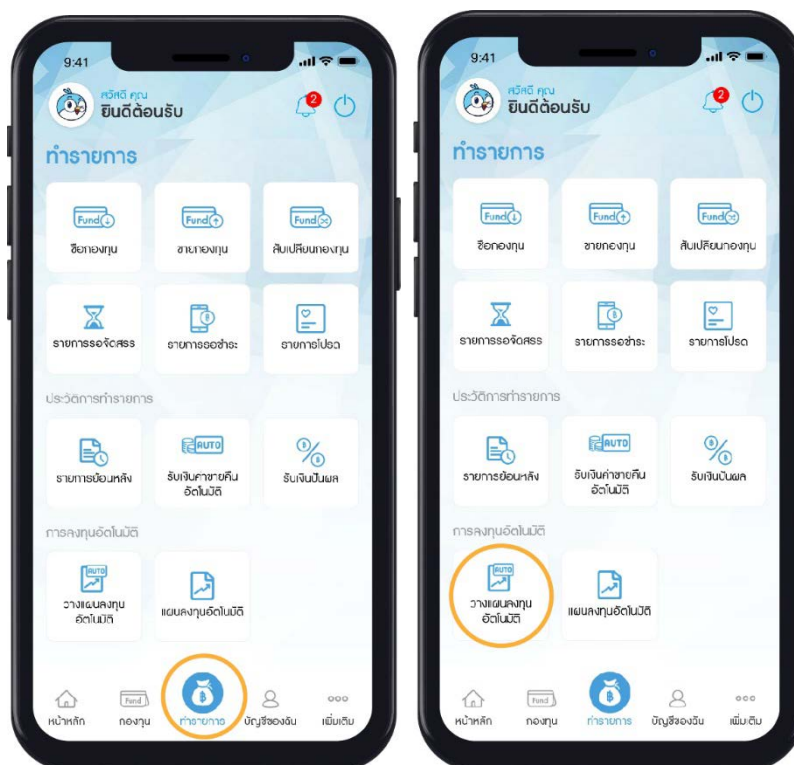 9:41
สวัสดี คุณ
ยินดีต้อนรับ
2
ทำรายการ
Fund
Fund
Fund
ซื้อกองทุน
ขายกองทุน
สับเปลี่ยนกองทุน
รายการรอจัดสรร
รายการรอชำระ
รายการโปรด
ประวัติการทำรายการ
AUTO
รายการย้อนหลัง
รับเงินค่าขายคืน
อัตโนมัติ
รับเงินปันผล
การลงทุนอัตโนมัติ
AUTO
วางแผนลงทุน
อัตโนมัติ
แผนลงทุนอัตโนมัติ
Fund
หน้าหลัก
กองทุน
ทำรายการ
บัญชีของฉัน
เพิ่มเติม
9:41
สวัสดี คุณ
ยินดีต้อนรับ
2
ทำรายการ
Fund
Fund
Fund
ซื้อกองทุน
ขายกองทุน
สับเปลี่ยนกองทุน
รายการรอจัดสรร
รายการรอชำระ
รายการโปรด
ประวัติการทำรายการ
AUTO
รายการย้อนหลัง
รับเงินค่าขายคืน
อัตโนมัติ
รับเงินปันผล
การลงทุนอัตโนมัติ
AUTO
วางแผนลงทุน
อัตโนมัติ
แผนลงทุนอัตโนมัติ
Fund
หน้าหลัก
กองทุน
ทำรายการ
บัญชีของฉัน
เพิ่มเติม